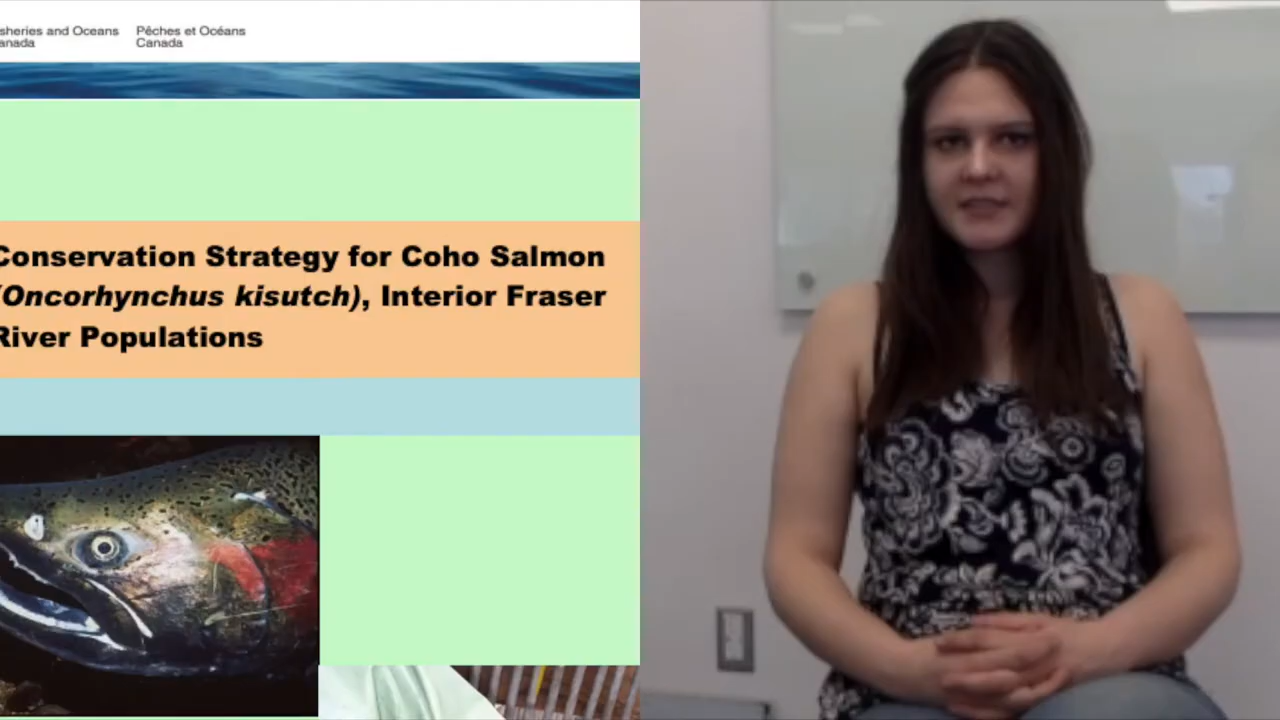 sheries and Oceans Pêches et Océans
anada Canada
Conservation Strategy for Coho Salmon
(Oncorhynchus kisutch), Interior Fraser
River Populations